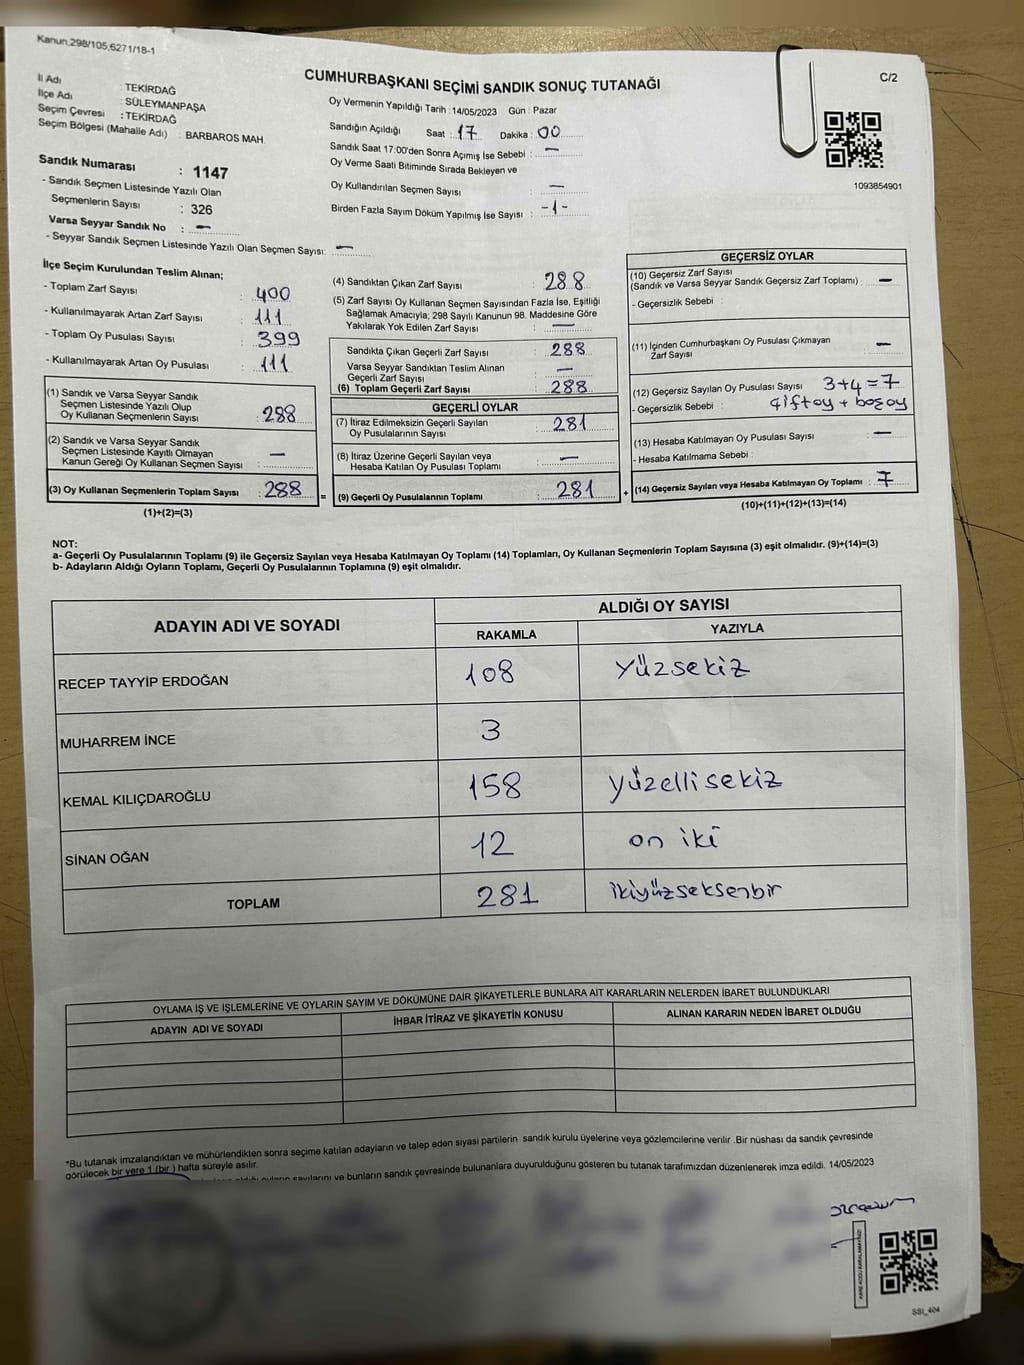 Kanun,298/105,6271/18-1
İl Adı : TEKİRDAĞ
İlçe Adı : SÜLEYMANPAŞA
Seçim Çevresi : TEKİRDAĞ
Seçim Bölgesi (Mahalle Adı) : BARBAROS MAH.
Sandık Numarası : 1147
- Sandık Seçmen Listesinde Yazılı Olan
Seçmenlerin Sayısı : 326
Varsa Seyyar Sandık No : —
- Seyyar Sandık Seçmen Listesinde Yazılı Olan Seçmen Sayısı: —
CUMHURBAŞKANI SEÇİMİ SANDIK SONUÇ TUTANAĞI
C/2
Oy Vermenin Yapıldığı Tarih : 14/05/2023 Gün : Pazar
Sandığın Açıldığı Saat : 17 Dakika : 00
Sandık Saat 17:00'den Sonra Açımış İse Sebebi : —
Oy Verme Saati Bitiminde Sırada Bekleyen ve
Oy Kullandırılan Seçmen Sayısı : —
Birden Fazla Sayım Döküm Yapılmış İse Sayısı : -1-
1093854901
İlçe Seçim Kurulundan Teslim Alınan;
- Toplam Zarf Sayısı : 400
- Kullanılmayarak Artan Zarf Sayısı : 111
- Toplam Oy Pusulası Sayısı : 399
- Kullanılmayarak Artan Oy Pusulası : 111
(1) Sandık ve Varsa Seyyar Sandık
Seçmen Listesinde Yazılı Olup
Oy Kullanan Seçmenlerin Sayısı : 288
(2) Sandık ve Varsa Seyyar Sandık
Seçmen Listesinde Kayıtlı Olmayan
Kanun Gereği Oy Kullanan Seçmen Sayısı : —
(3) Oy Kullanan Seçmenlerin Toplam Sayısı : 288 =
(1)+(2)=(3)
(4) Sandıktan Çıkan Zarf Sayısı : 288
(5) Zarf Sayısı Oy Kullanan Seçmen Sayısından Fazla İse, Eşitliği
Sağlamak Amacıyla; 298 Sayılı Kanunun 98. Maddesine Göre
Yakılarak Yok Edilen Zarf Sayısı : —
Sandıkta Çıkan Geçerli Zarf Sayısı : 288
Varsa Seyyar Sandıktan Teslim Alınan
Geçerli Zarf Sayısı : —
(6) Toplam Geçerli Zarf Sayısı : 288
GEÇERLİ OYLAR
(7) İtiraz Edilmeksizin Geçerli Sayılan
Oy Pusulalarının Sayısı : 281
(8) İtiraz Üzerine Geçerli Sayılan veya
Hesaba Katılan Oy Pusulası Toplamı : —
(9) Geçerli Oy Pusulalarının Toplamı : 281 +
GEÇERSİZ OYLAR
(10) Geçersiz Zarf Sayısı
(Sandık ve Varsa Seyyar Sandık Geçersiz Zarf Toplamı) : —
- Geçersizlik Sebebi :
(11) İçinden Cumhurbaşkanı Oy Pusulası Çıkmayan
Zarf Sayısı : —
(12) Geçersiz Sayılan Oy Pusulası Sayısı : 3+4=7
- Geçersizlik Sebebi : çift oy + boş oy
(13) Hesaba Katılmayan Oy Pusulası Sayısı : —
- Hesaba Katılmama Sebebi :
(14) Geçersiz Sayılan veya Hesaba Katılmayan Oy Toplamı : 7
(10)+(11)+(12)+(13)=(14)
NOT:
a- Geçerli Oy Pusulalarının Toplamı (9) ile Geçersiz Sayılan veya Hesaba Katılmayan Oy Toplamı (14) Toplamları, Oy Kullanan Seçmenlerin Toplam Sayısına (3) eşit olmalıdır. (9)+(14)=(3)
b- Adayların Aldığı Oyların Toplamı, Geçerli Oy Pusulalarının Toplamına (9) eşit olmalıdır.
ADAYIN ADI VE SOYADI
ALDIĞI OY SAYISI
RAKAMLA YAZIYLA
RECEP TAYYİP ERDOĞAN 108 yüzsekiz
MUHARREM İNCE 3
KEMAL KILIÇDAROĞLU 158 yüzellisekiz
SİNAN OĞAN 12 on iki
TOPLAM 281 ikiyüzseksenbir
OYLAMA İŞ VE İŞLEMLERİNE VE OYLARIN SAYIM VE DÖKÜMÜNE DAİR ŞİKAYETLERLE BUNLARA AİT KARARLARIN NELERDEN İBARET BULUNDUKLARI
ADAYIN ADI VE SOYADI İHBAR İTİRAZ VE ŞİKAYETİN KONUSU ALINAN KARARIN NEDEN İBARET OLDUĞU
*Bu tutanak imzalandıktan ve mühürlendikten sonra seçime katılan adayların ve talep eden siyasi partilerin sandık kurulu üyelerine veya gözlemcilerine verilir .Bir nüshası da sandık çevresinde
görülecek bir yere 1 (bir ) hafta süreyle asılır.
aldığı oyların sayılarını ve bunların sandık çevresinde bulunanlara duyurulduğunu gösteren bu tutanak tarafımızdan düzenlenerek imza edildi. 14/05/2023
SSI_404